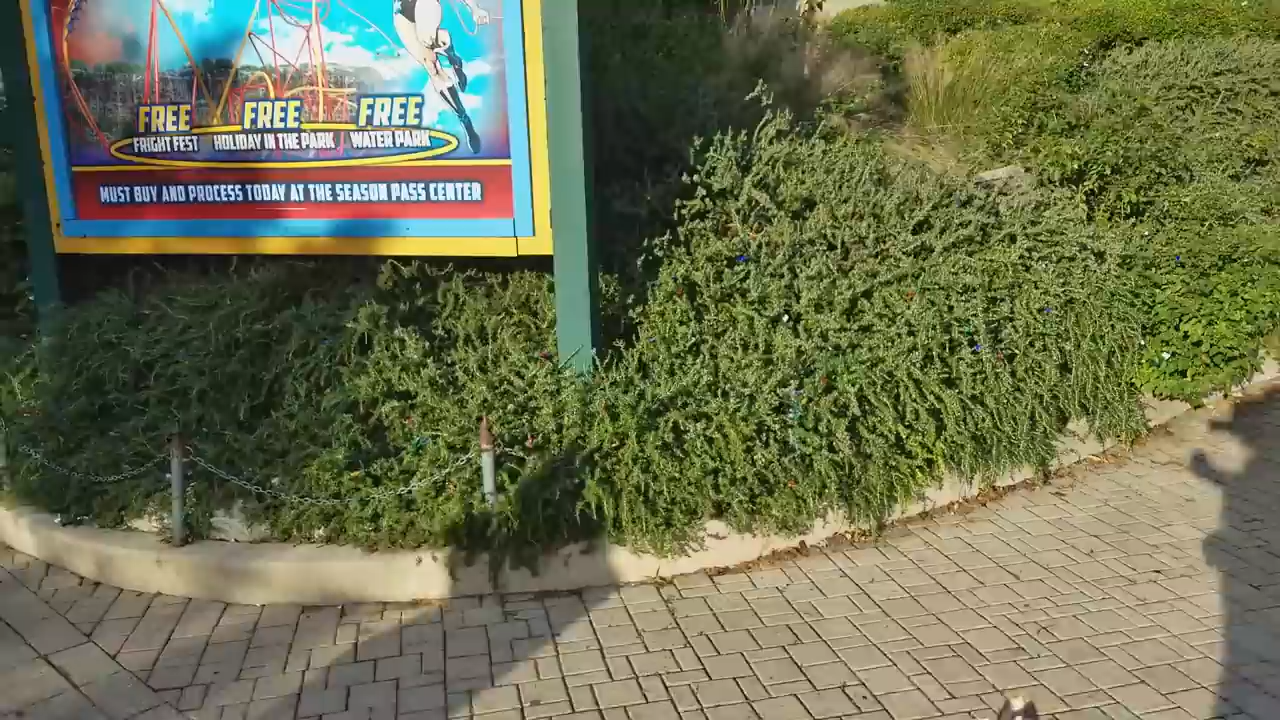 FREE FREE FREE
FRIGHT FEST HOLIDAY IN THE PARK WATER PARK
MUST BUY AND PROCESS TODAY AT THE SEASON PASS CENTER